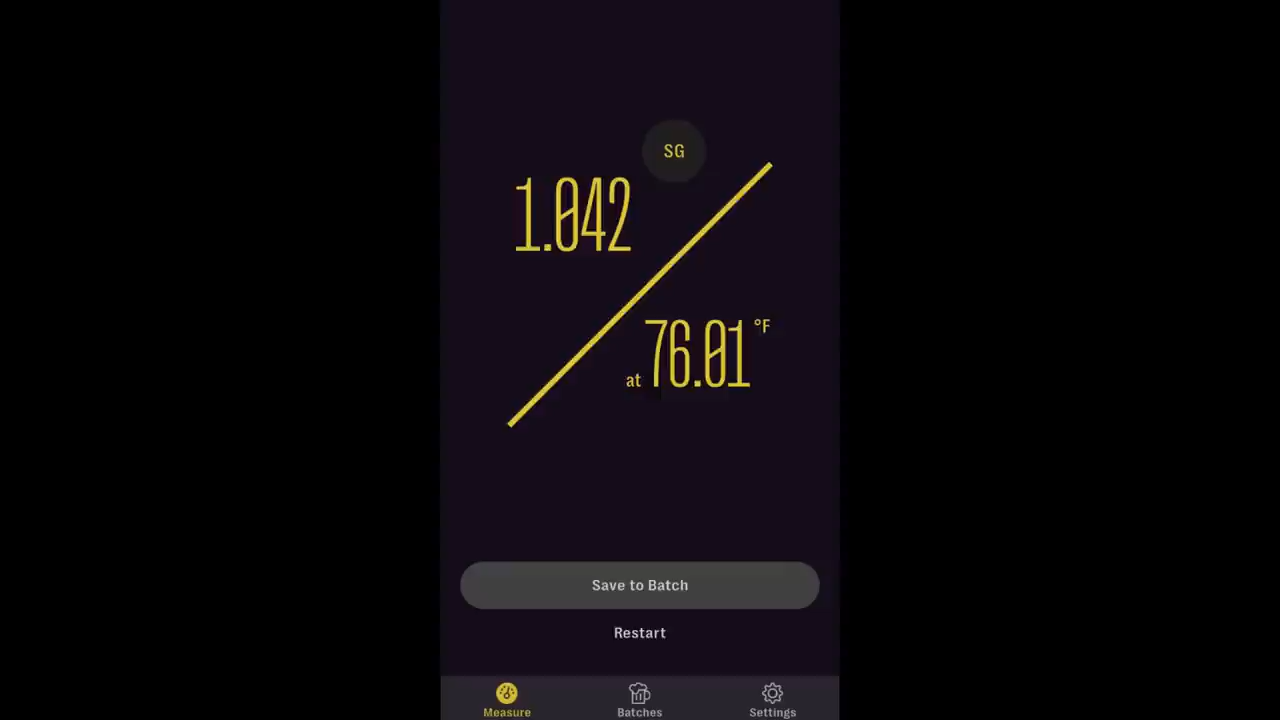 SG
1.042
°F
at 76.01
Save to Batch
Restart
Measure
Batches
Settings